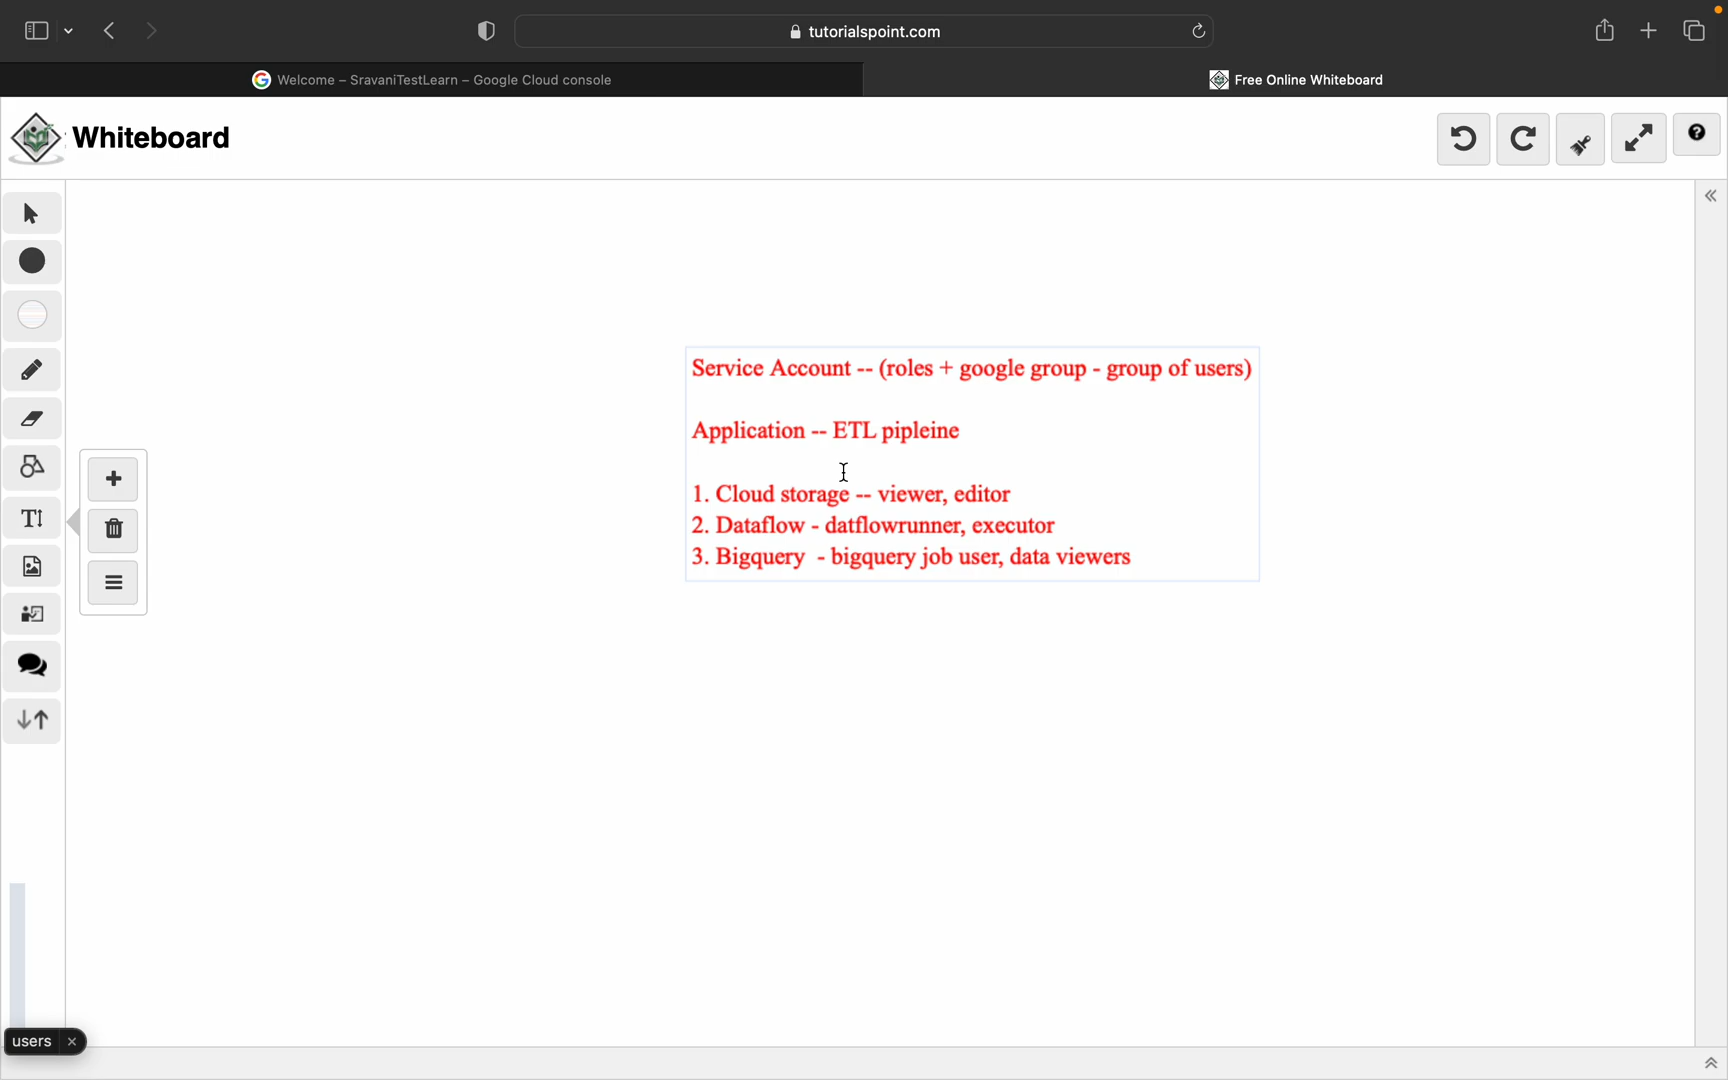 tutorialspoint.com
Welcome – SravaniTestLearn – Google Cloud console
Free Online Whiteboard
Whiteboard
Service Account -- (roles + google group - group of users)
Application -- ETL pipleine
1. Cloud storage -- viewer, editor
2. Dataflow - datflowrunner, executor
3. Bigquery  - bigquery job user, data viewers
users